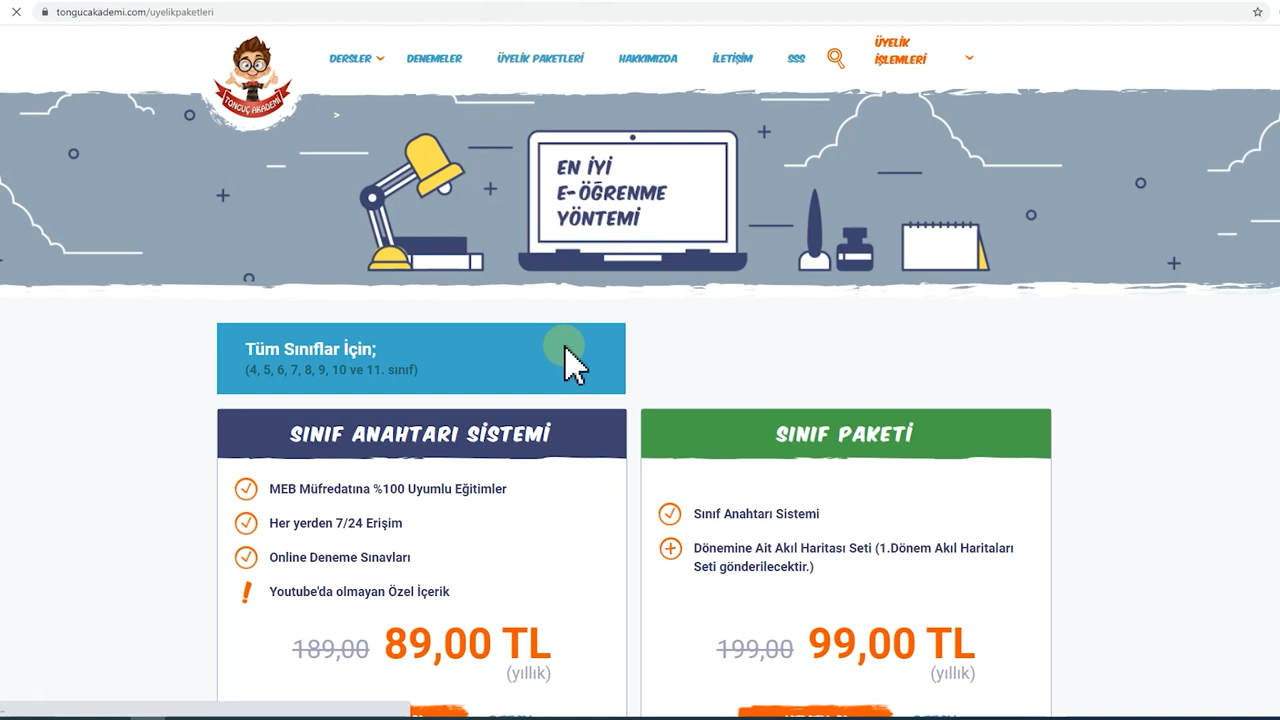 tongucakademi.com/uyelikpaketleri
DERSLER
DENEMELER
ÜYELİK PAKETLERİ
HAKKIMIZDA
İLETİŞİM
SSS
ÜYELİK
İŞLEMLERİ
TONGUÇ AKADEMİ
>
EN İYİ
E-ÖĞRENME
YÖNTEMİ
Tüm Sınıflar İçin;
(4, 5, 6, 7, 8, 9, 10 ve 11. sınıf)
SINIF ANAHTARI SİSTEMİ
MEB Müfredatına %100 Uyumlu Eğitimler
Her yerden 7/24 Erişim
Online Deneme Sınavları
Youtube'da olmayan Özel İçerik
189,00 89,00 TL
(yıllık)
SINIF PAKETİ
Sınıf Anahtarı Sistemi
Dönemine Ait Akıl Haritası Seti (1.Dönem Akıl Haritaları
Seti gönderilecektir.)
199,00 99,00 TL
(yıllık)